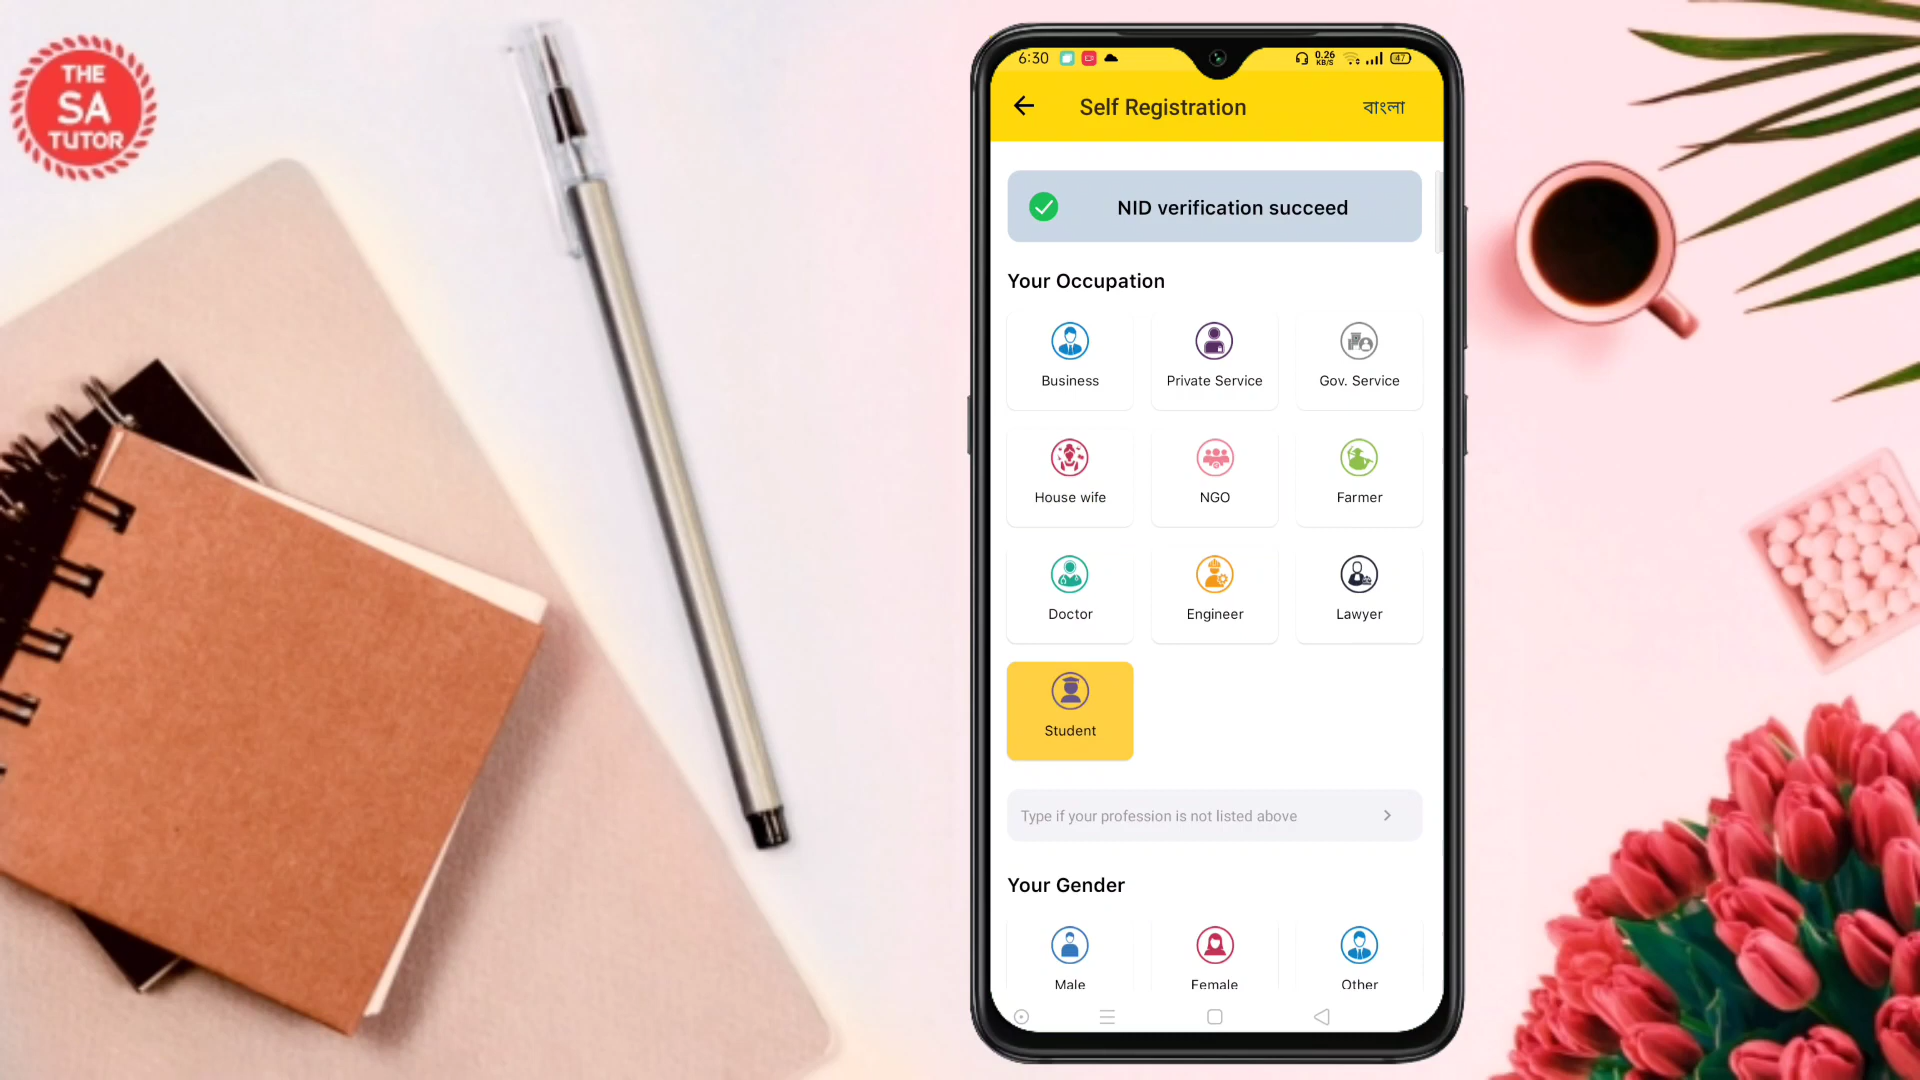 THE
SA
TUTOR
6:30
0.26
KB/S
47
Self Registration
বাংলা
NID verification succeed
Your Occupation
Business
Private Service
Gov. Service
House wife
NGO
Farmer
Doctor
Engineer
Lawyer
Student
Type if your profession is not listed above
Your Gender
Male
Female
Other